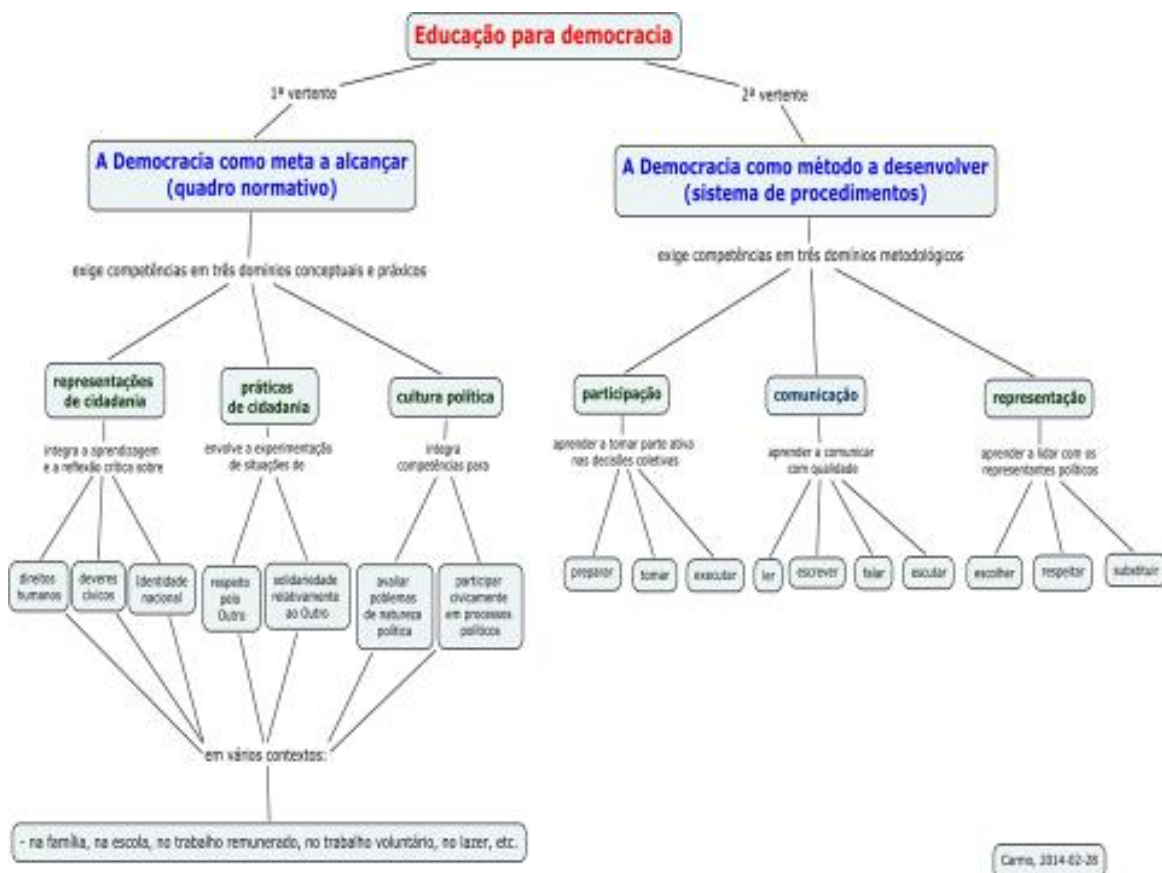 Educação para democracia
1ª vertente
2ª vertente
A Democracia como meta a alcançar
(quadro normativo)
A Democracia como método a desenvolver
(sistema de procedimentos)
exige competências em três domínios conceptuais e práxicos
exige competências em três domínios metodológicos
representações
de cidadania
práticas
de cidadania
cultura política
participação
comunicação
representação
integra a aprendizagem
e a reflexão crítica sobre
envolve a experimentação
de situações de
integra
competências para
aprender a tomar parte ativa
nas decisões coletivas
aprender a comunicar
com qualidade
aprender a lidar com os
representantes políticos
direitos
humanos
deveres
cívicos
identidade
nacional
respeito
pelo
Outro
solidariedade
relativamente
ao Outro
avaliar
poblemas
de natureza
política
participar
civicamente
em processos
políticos
preparar
tomar
executar
ler
escrever
falar
escutar
escolher
respeitar
substituir
em vários contextos:
- na família, na escola, no trabalho remunerado, no trabalho voluntário, no lazer, etc.
Carmo, 2014-02-28